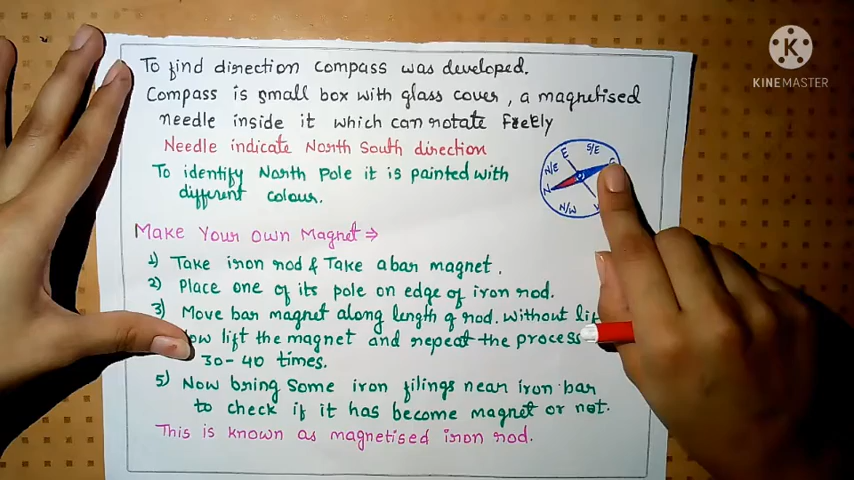 To find direction compass was developed.
Compass is small box with glass cover, a magnetised
needle inside it which can rotate freely
Needle indicate North South direction
To identify North pole it is painted with
different colour.
E
S/E
N/E
N
N/W
Make Your Own Magnet ⇒
1) Take iron rod & Take a bar magnet.
2) Place one of its pole on edge of iron rod.
3) Move bar magnet along length of rod. Without
lift the magnet and repeat the process
30-40 times.
5) Now bring some iron filings near iron bar
to check if it has become magnet or not.
This is known as magnetised iron rod.
K
KINEMASTER